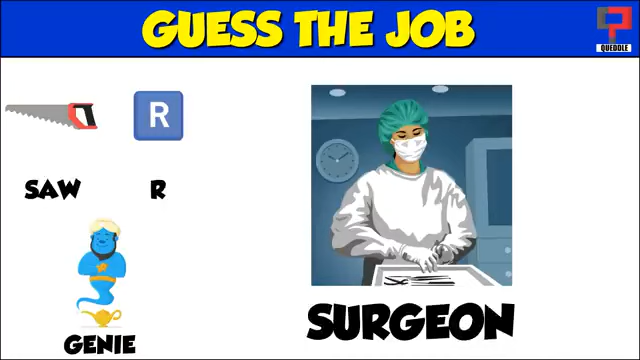 GUESS THE JOB
QUEDDLE
R
SAW R
GENIE
SURGEON